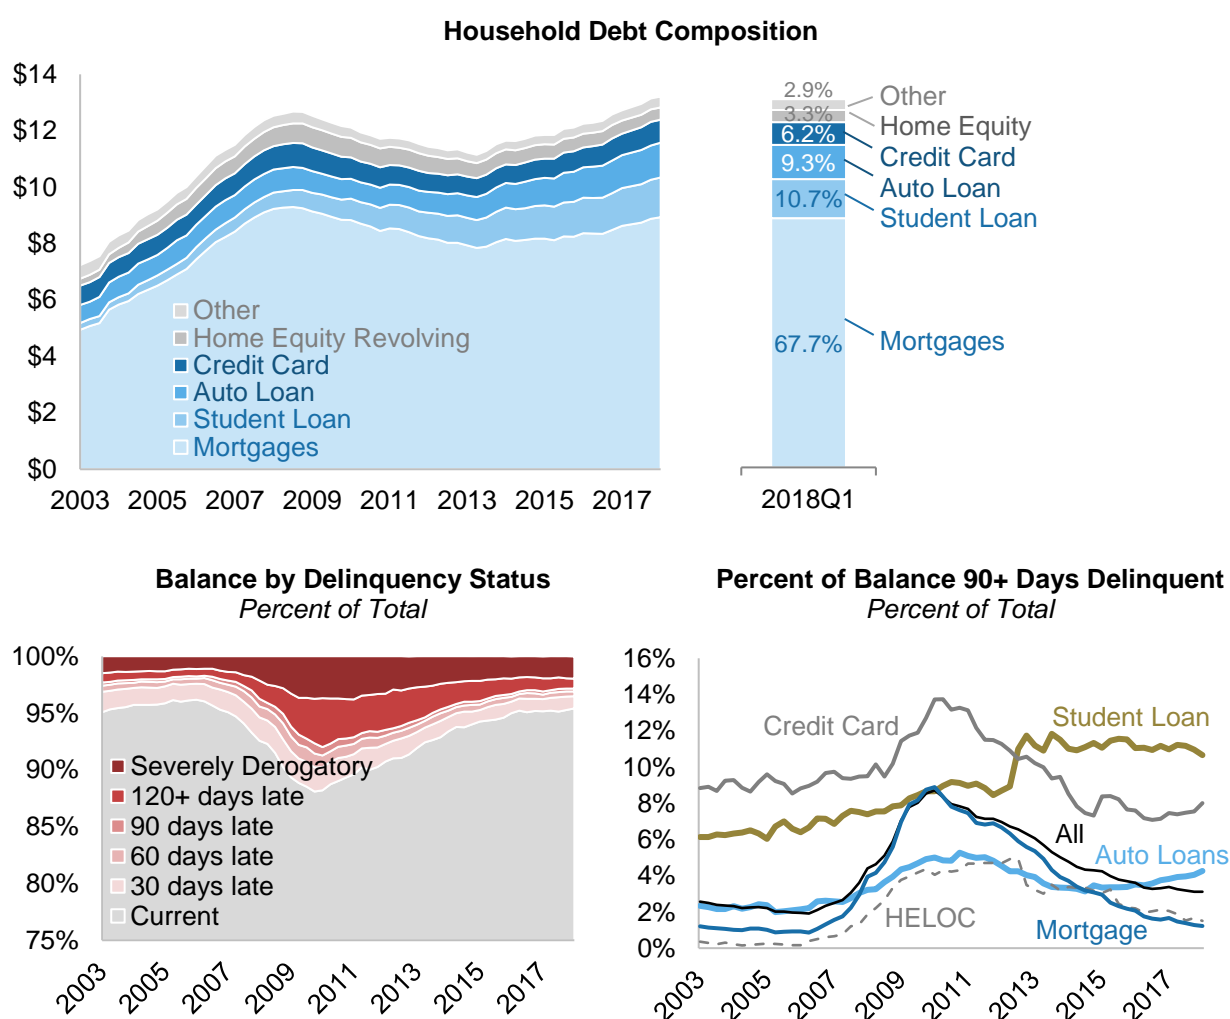 Household Debt Composition
$14
$12
$10
$8
$6
$4
$2
$0
Other
Home Equity Revolving
Credit Card
Auto Loan
Student Loan
Mortgages
2003 2005 2007 2009 2011 2013 2015 2017
2.9%
3.3%
6.2%
9.3%
10.7%
67.7%
Other
Home Equity
Credit Card
Auto Loan
Student Loan
Mortgages
2018Q1
Balance by Delinquency Status
Percent of Total
100%
95%
90%
85%
80%
75%
Severely Derogatory
120+ days late
90 days late
60 days late
30 days late
Current
2003 2005 2007 2009 2011 2013 2015 2017
Percent of Balance 90+ Days Delinquent
Percent of Total
16%
14%
12%
10%
8%
6%
4%
2%
0%
Credit Card
Student Loan
All
Auto Loans
HELOC
Mortgage
2003 2005 2007 2009 2011 2013 2015 2017